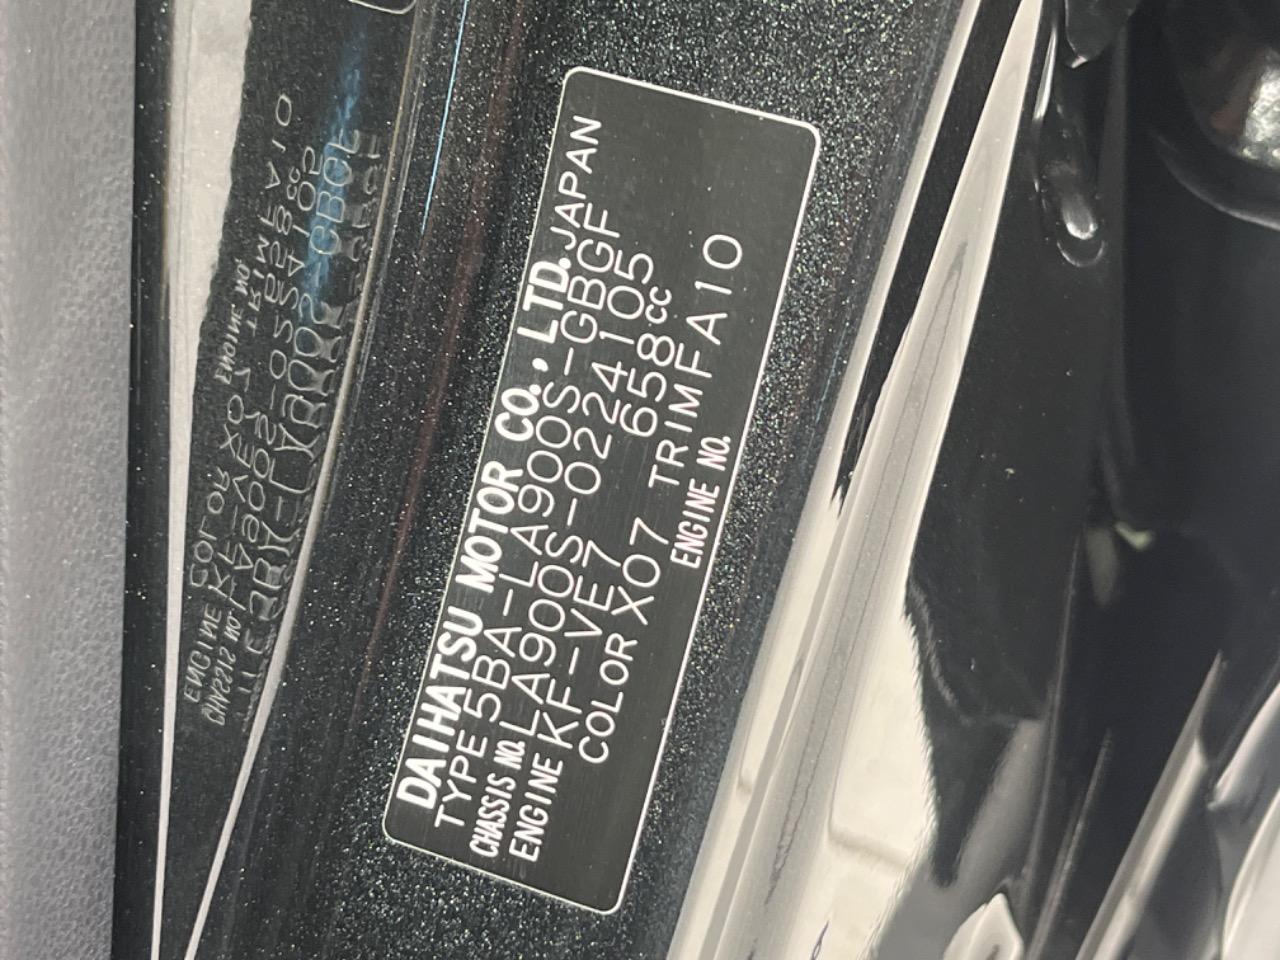 DAIHATSU MOTOR CO., LTD. JAPAN
TYPE 5BA-LA900S-GBGF
CHASSIS NO. LA900S-0224105
ENGINE KF-VE7 658cc
COLOR X07 TRIM FA10
ENGINE NO.